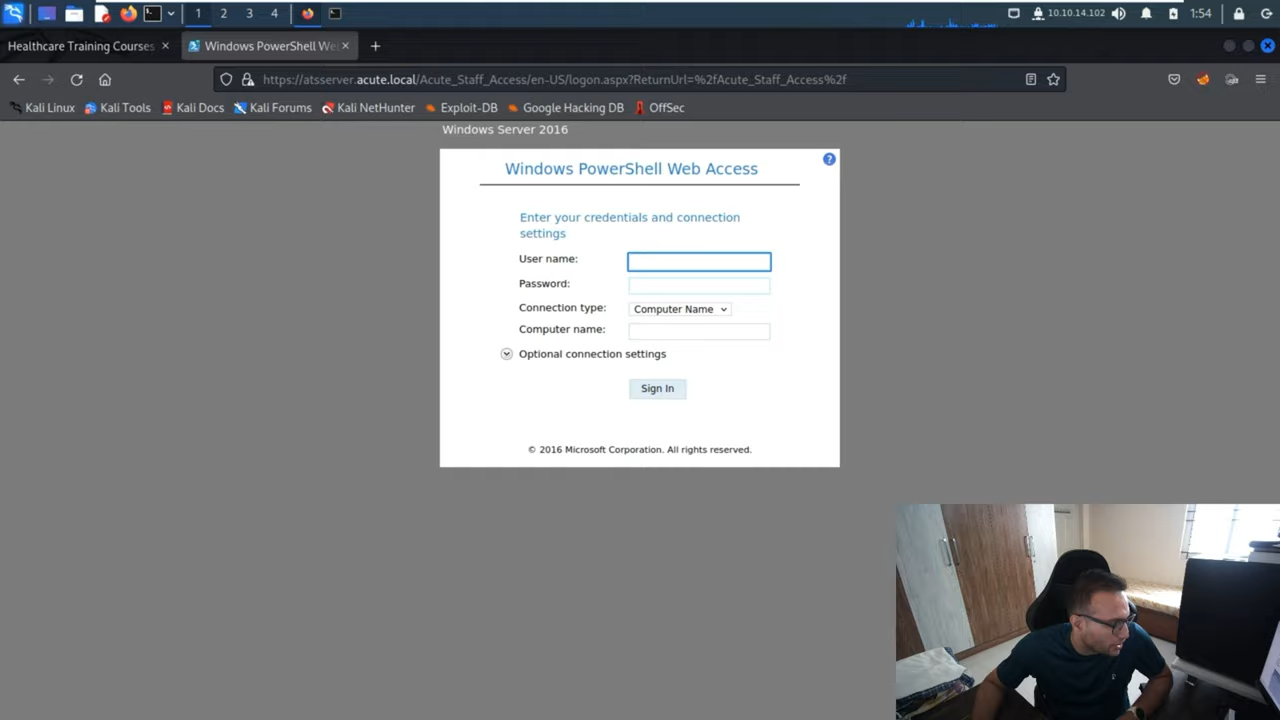 1 2 3 4 10.10.14.102 1:54
Healthcare Training Courses Windows PowerShell We
https://atsserver.acute.local/Acute_Staff_Access/en-US/logon.aspx?ReturnUrl=%2fAcute_Staff_Access%2f
Kali Linux Kali Tools Kali Docs Kali Forums Kali NetHunter Exploit-DB Google Hacking DB OffSec
Windows Server 2016
Windows PowerShell Web Access
?
Enter your credentials and connection
settings
User name:
Password:
Connection type: Computer Name
Computer name:
Optional connection settings
Sign In
© 2016 Microsoft Corporation. All rights reserved.